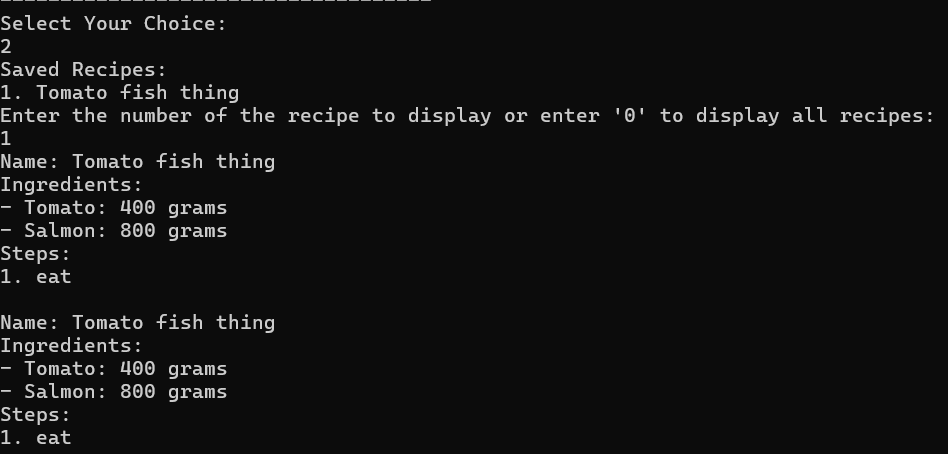 Select Your Choice:
2
Saved Recipes:
1. Tomato fish thing
Enter the number of the recipe to display or enter '0' to display all recipes:
1
Name: Tomato fish thing
Ingredients:
- Tomato: 400 grams
- Salmon: 800 grams
Steps:
1. eat

Name: Tomato fish thing
Ingredients:
- Tomato: 400 grams
- Salmon: 800 grams
Steps:
1. eat